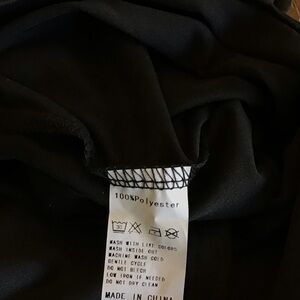 100%Polyester
WASH WITH LIKE COLORS
WASH INSIDE OUT
MACHINE WASH COLD
GENTLE CYCLE
DO NOT BLEECH
LOW IRON IF NEEDED
DO NOT DRY CLEAN
MADE IN CHINA